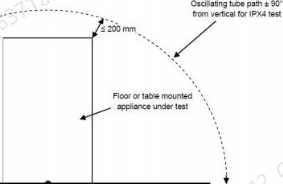 Oscillating tube path ± 90°
from vertical for IPX4 test
≤ 200 mm
Floor or table mounted
appliance under test